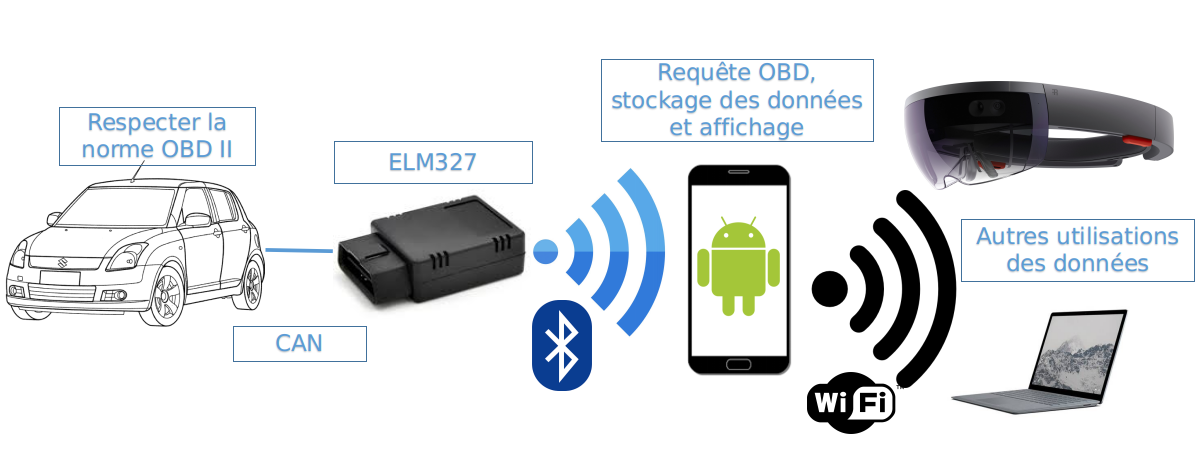 Respecter la
norme OBD II
ELM327
CAN
Requête OBD,
stockage des données
et affichage
Autres utilisations
des données
Wi Fi
TM